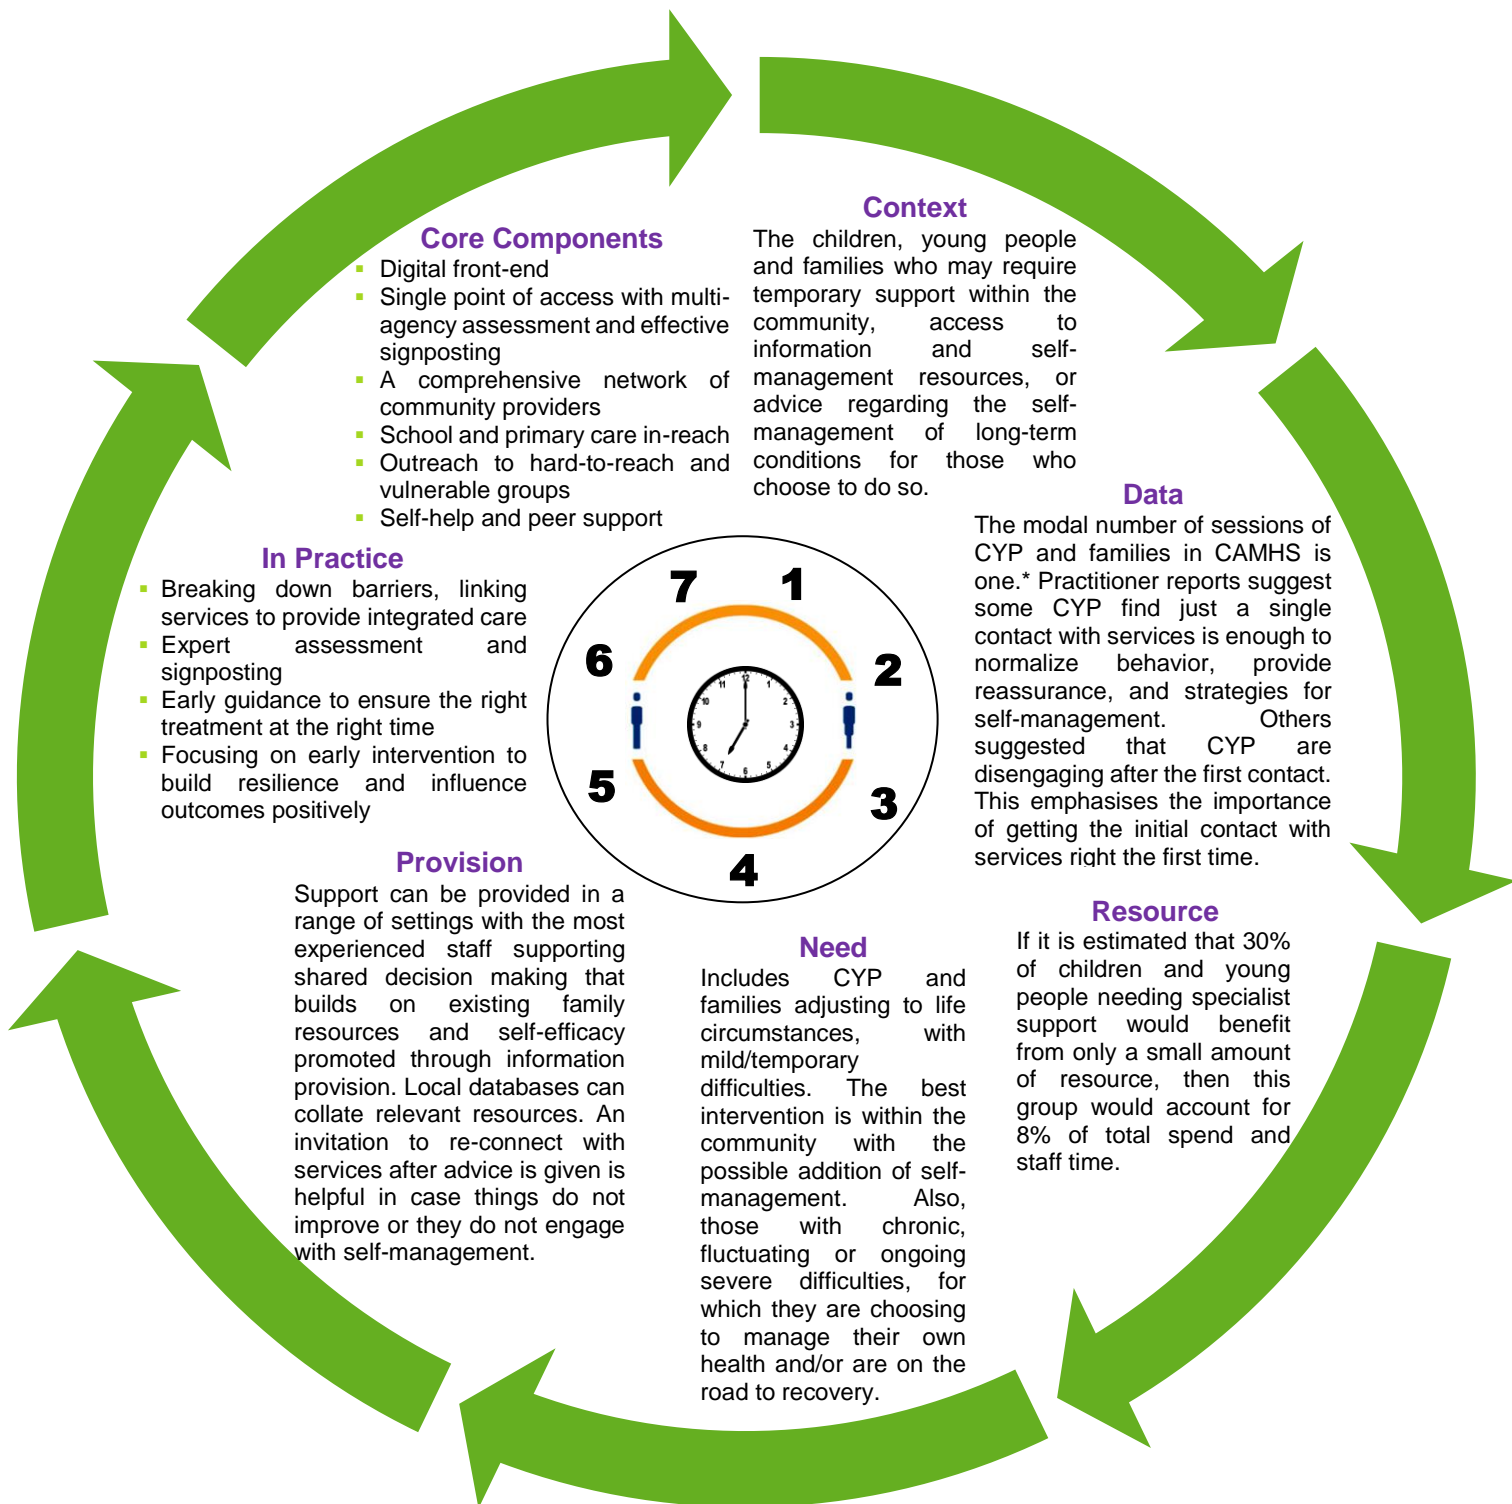 Context
The children, young people
and families who may require
temporary support within the
community, access to
information and self-
management resources, or
advice regarding the self-
management of long-term
conditions for those who
choose to do so.
Data
The modal number of sessions of
CYP and families in CAMHS is
one.* Practitioner reports suggest
some CYP find just a single
contact with services is enough to
normalize behavior, provide
reassurance, and strategies for
self-management. Others
suggested that CYP are
disengaging after the first contact.
This emphasises the importance
of getting the initial contact with
services right the first time.
Resource
If it is estimated that 30%
of children and young
people needing specialist
support would benefit
from only a small amount
of resource, then this
group would account for
8% of total spend and
staff time.
Need
Includes CYP and
families adjusting to life
circumstances, with
mild/temporary
difficulties. The best
intervention is within the
community with the
possible addition of self-
management. Also,
those with chronic,
fluctuating or ongoing
severe difficulties, for
which they are choosing
to manage their own
health and/or are on the
road to recovery.
Provision
Support can be provided in a
range of settings with the most
experienced staff supporting
shared decision making that
builds on existing family
resources and self-efficacy
promoted through information
provision. Local databases can
collate relevant resources. An
invitation to re-connect with
services after advice is given is
helpful in case things do not
improve or they do not engage
with self-management.
In Practice
▪ Breaking down barriers, linking
services to provide integrated care
▪ Expert assessment and
signposting
▪ Early guidance to ensure the right
treatment at the right time
▪ Focusing on early intervention to
build resilience and influence
outcomes positively
Core Components
▪ Digital front-end
▪ Single point of access with multi-
agency assessment and effective
signposting
▪ A comprehensive network of
community providers
▪ School and primary care in-reach
▪ Outreach to hard-to-reach and
vulnerable groups
▪ Self-help and peer support
1
2
3
4
5
6
7
12
1
2
3
4
5
6
7
8
9
10
11